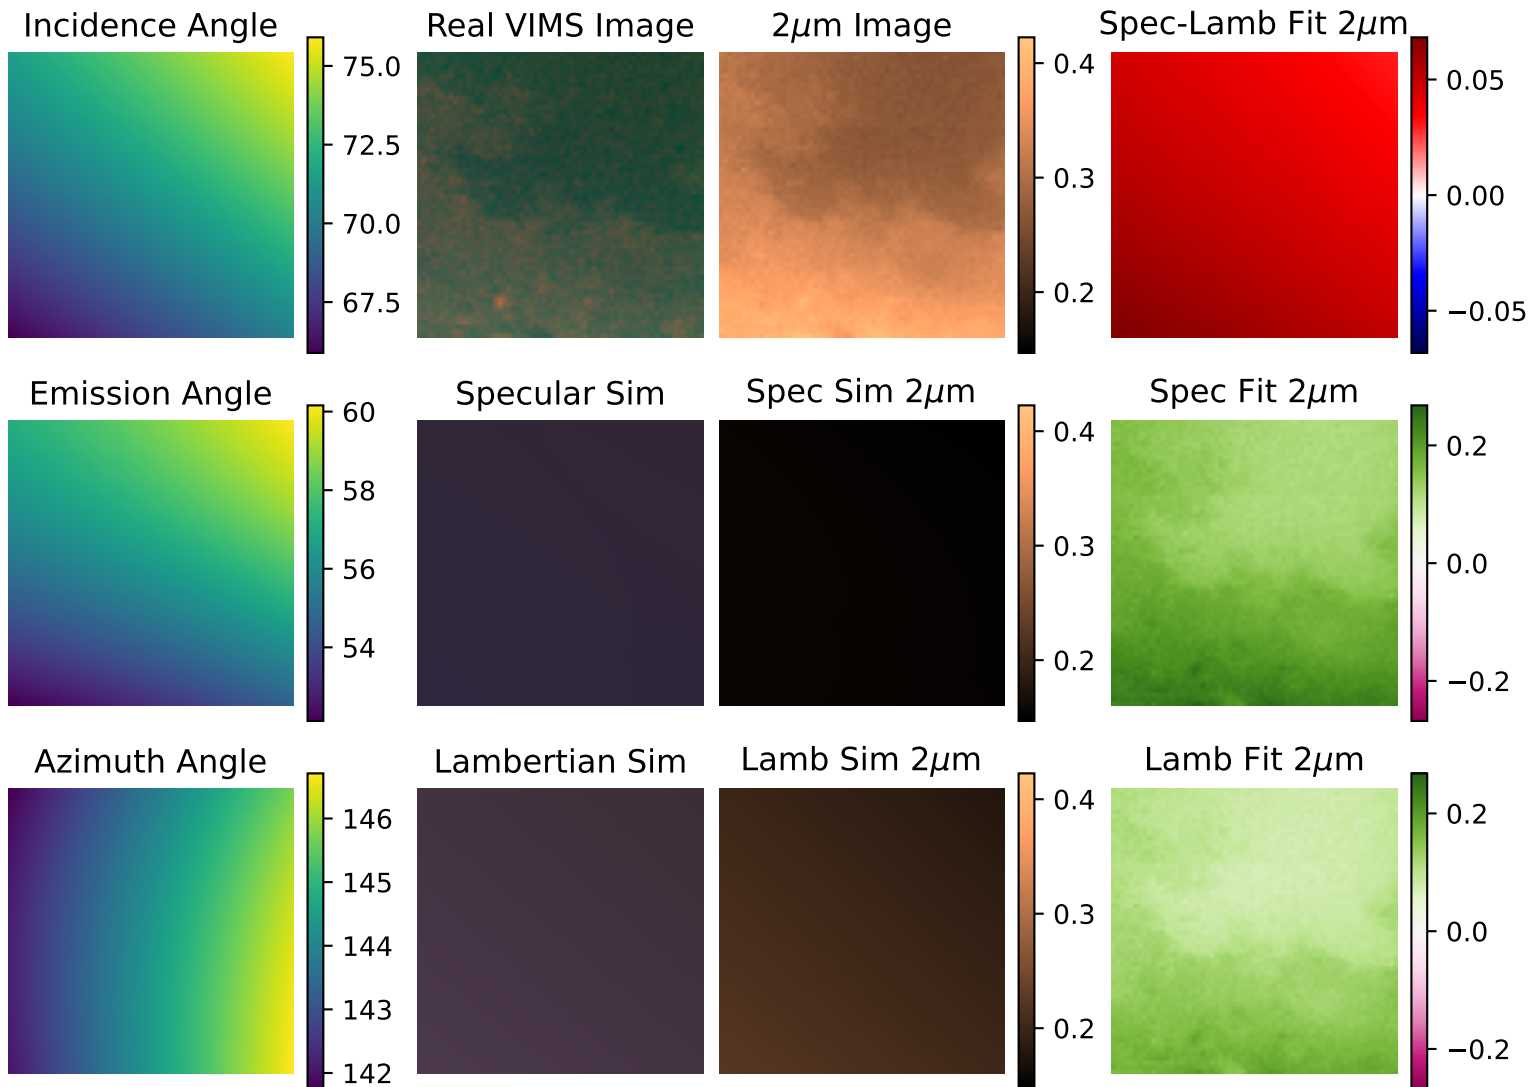 Incidence Angle
75.0
72.5
70.0
67.5
Real VIMS Image
2μm Image
0.4
0.3
0.2
Spec-Lamb Fit 2μm
0.05
0.00
−0.05
Emission Angle
60
58
56
54
Specular Sim
Spec Sim 2μm
0.4
0.3
0.2
Spec Fit 2μm
0.2
0.0
−0.2
Azimuth Angle
146
145
144
143
142
Lambertian Sim
Lamb Sim 2μm
0.4
0.3
0.2
Lamb Fit 2μm
0.2
0.0
−0.2